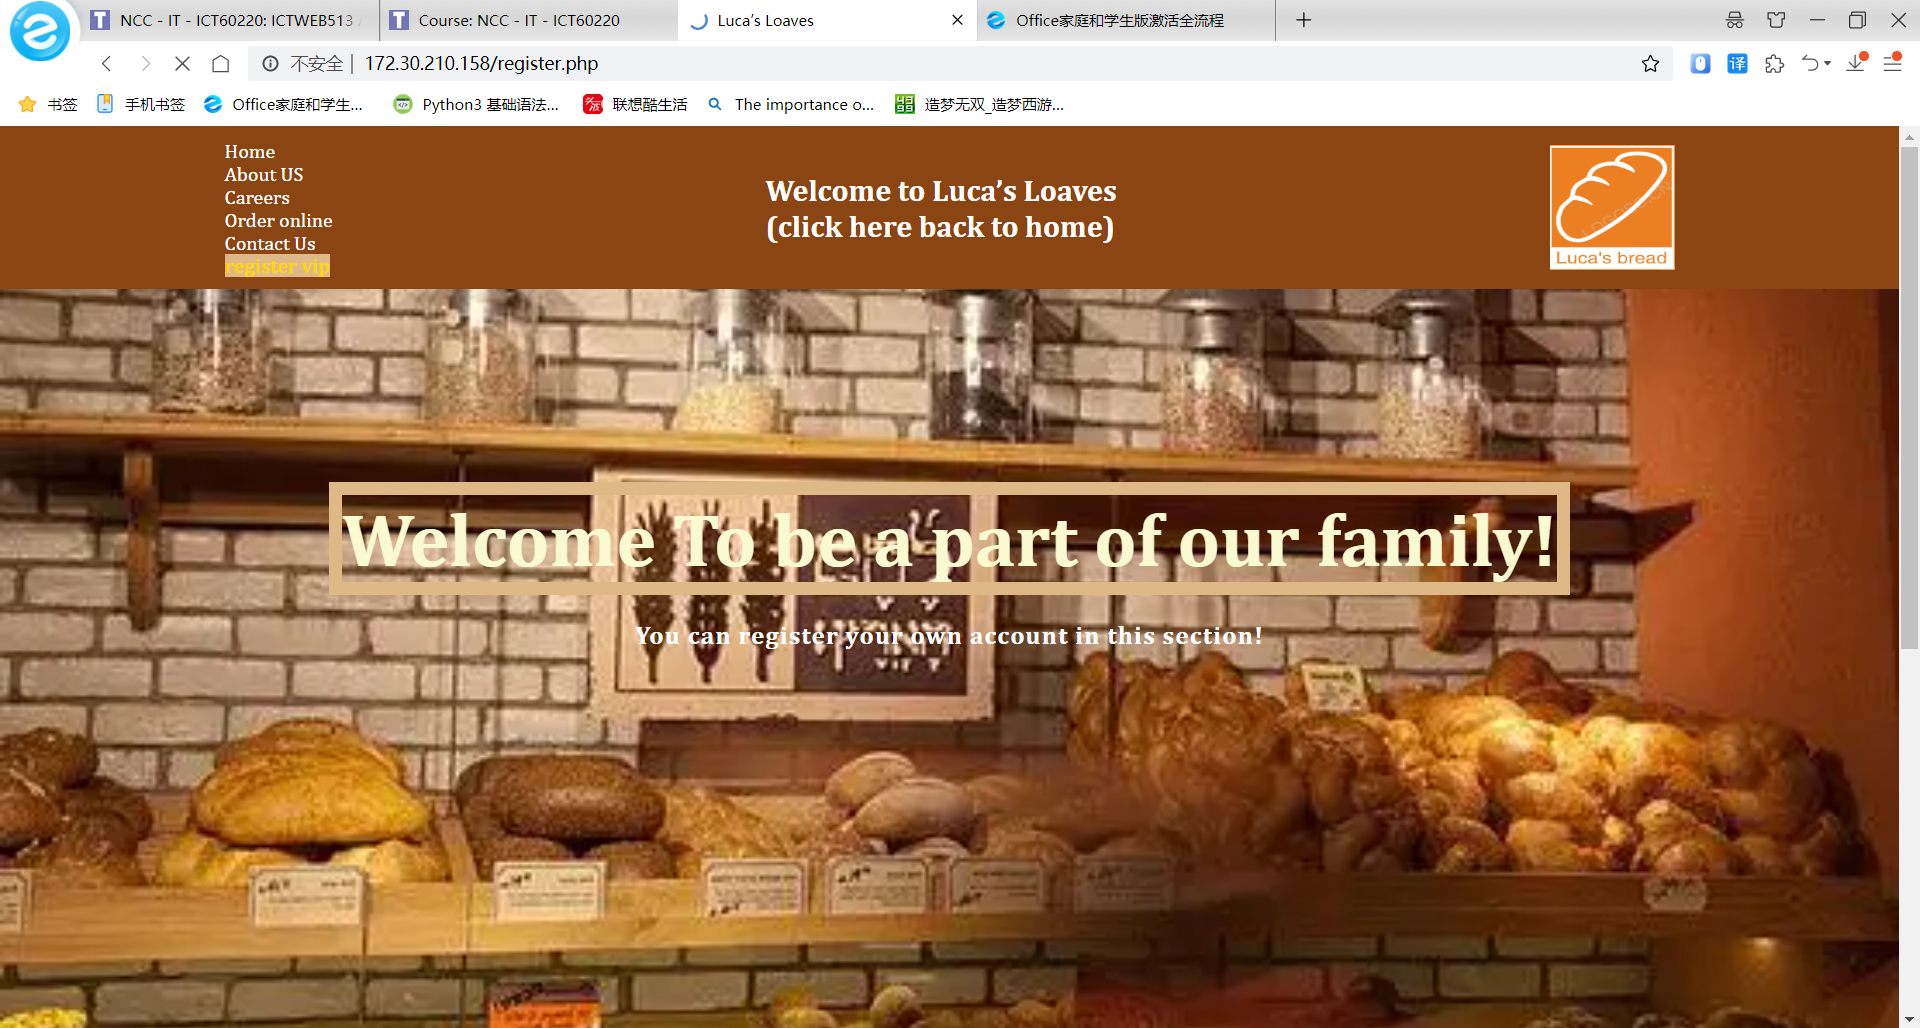 NCC - IT - ICT60220: ICTWEB513
Course: NCC - IT - ICT60220
Luca's Loaves
Office家庭和学生版激活全流程
不安全 | 172.30.210.158/register.php
译
书签
手机书签
Office家庭和学生...
Python3 基础语法...
联想酷生活
The importance o...
造梦无双_造梦西游...
Home
About US
Careers
Order online
Contact Us
register vip
Welcome to Luca’s Loaves
(click here back to home)
Luca's bread
Welcome To be a part of our family!
You can register your own account in this section!